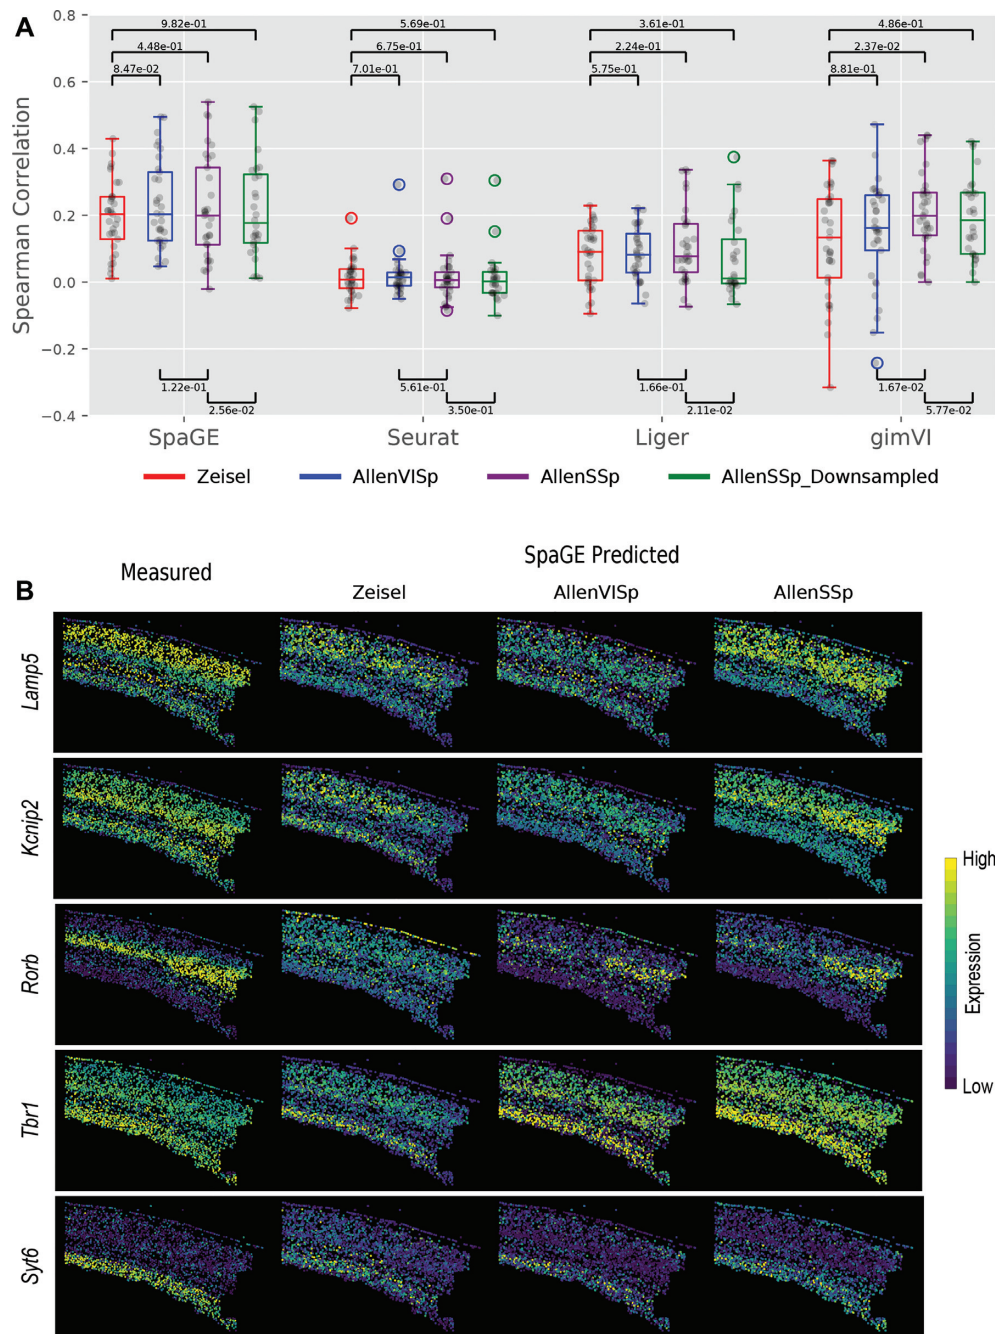 A
0.8
0.6
0.4
0.2
0.0
−0.2
−0.4
Spearman Correlation
9.82e-01
4.48e-01
8.47e-02
5.69e-01
6.75e-01
7.01e-01
3.61e-01
2.24e-01
5.75e-01
4.86e-01
2.37e-02
8.81e-01
1.22e-01
2.56e-02
5.61e-01
3.50e-01
1.66e-01
2.11e-02
1.67e-02
5.77e-02
SpaGE Seurat Liger gimVI
Zeisel AllenVISp AllenSSp AllenSSp_Downsampled
B
Measured
SpaGE Predicted
Zeisel AllenVISp AllenSSp
Lamp5
Kcnip2
Rorb
Tbr1
Syt6
High
Expression
Low